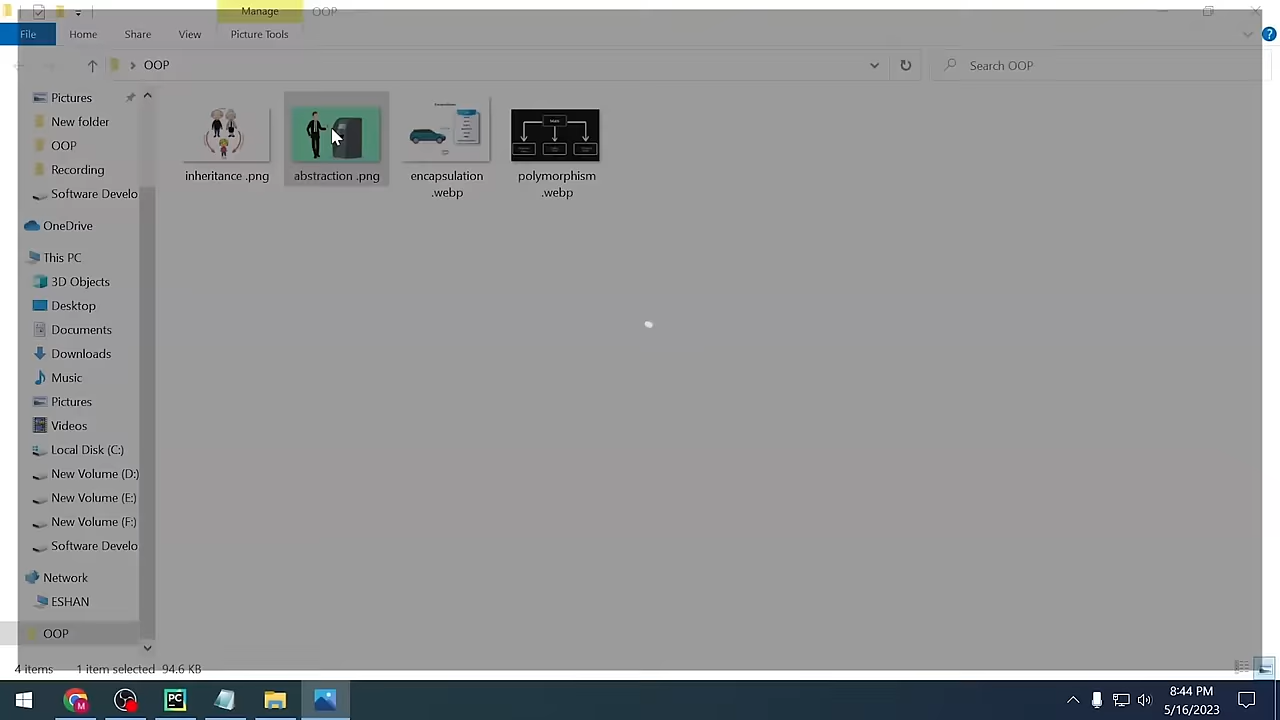 Manage
OOP
File
Home
Share
View
Picture Tools
OOP
Search OOP
Pictures
New folder
OOP
Recording
Software Develo
OneDrive
This PC
3D Objects
Desktop
Documents
Downloads
Music
Pictures
Videos
Local Disk (C:)
New Volume (D:)
New Volume (E:)
New Volume (F:)
Software Develo
Network
ESHAN
OOP
inheritance .png
abstraction .png
encapsulation
.webp
polymorphism
.webp
4 items
1 item selected 94.6 KB
PC
8:44 PM
5/16/2023